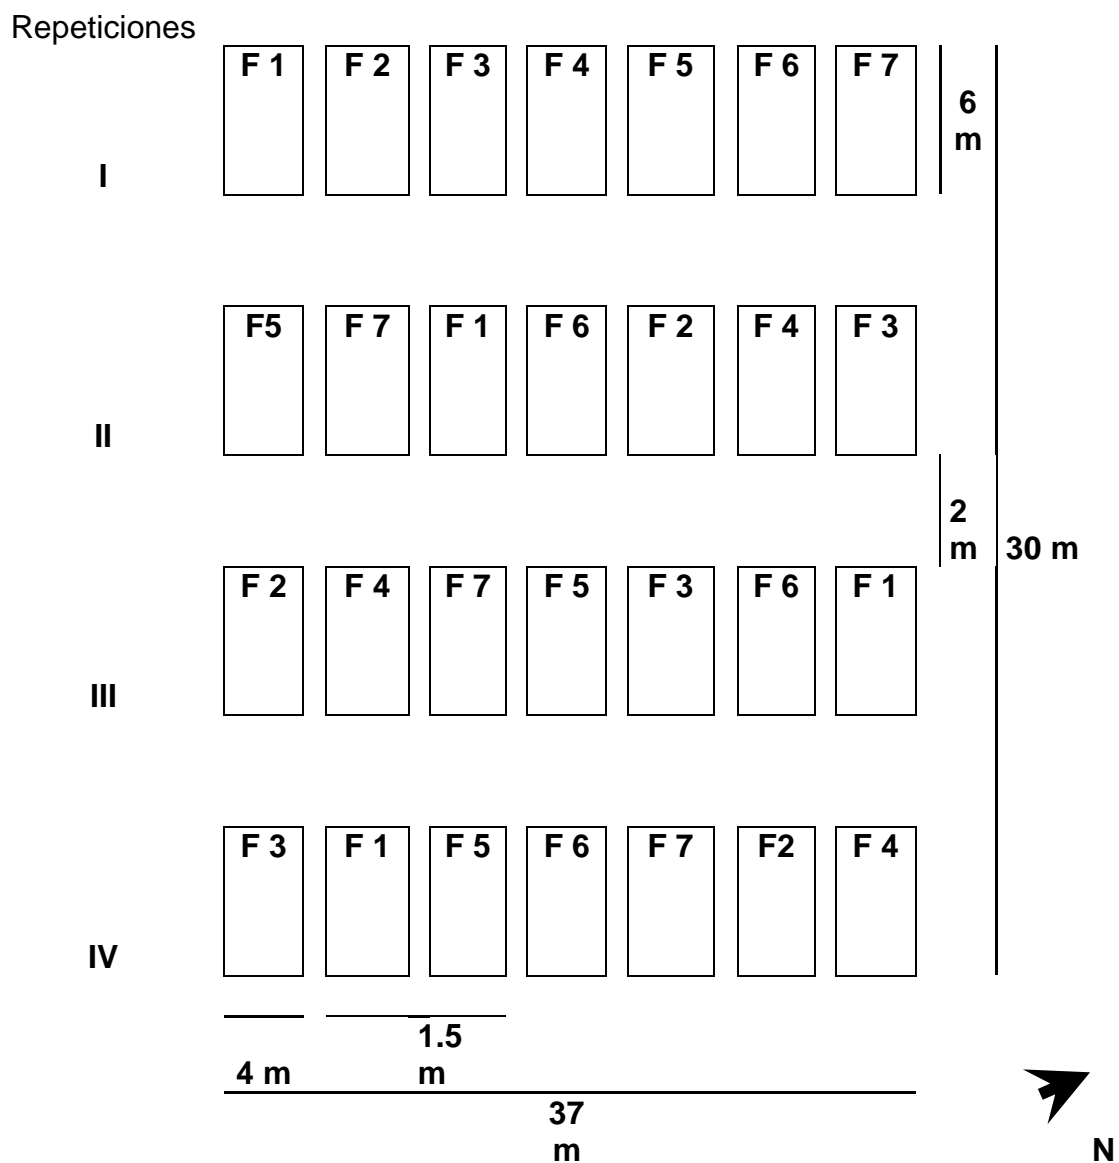 Repeticiones
F 1 F 2 F 3 F 4 F 5 F 6 F 7
6
m
I
F5 F 7 F 1 F 6 F 2 F 4 F 3
II
2
m 30 m
F 2 F 4 F 7 F 5 F 3 F 6 F 1
III
F 3 F 1 F 5 F 6 F 7 F2 F 4
IV
1.5
4 m m
37
m N